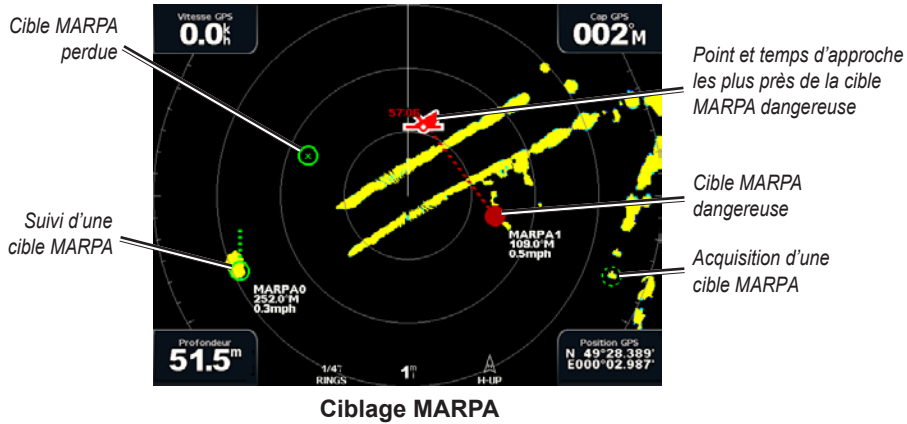 Cible MARPA
perdue
Vitesse GPS
0.0 k/h
Cap GPS
002°M
Point et temps d'approche
les plus près de la cible
MARPA dangereuse
57:06
Cible MARPA
dangereuse
Suivi d'une
cible MARPA
MARPA1
109.0°M
0.5mph
Acquisition d'une
cible MARPA
MARPA0
252.0°M
0.3mph
Profondeur
51.5m
1/4
RINGS
1m
H-UP
Position GPS
N 49°28.389'
E000°02.987'
Ciblage MARPA